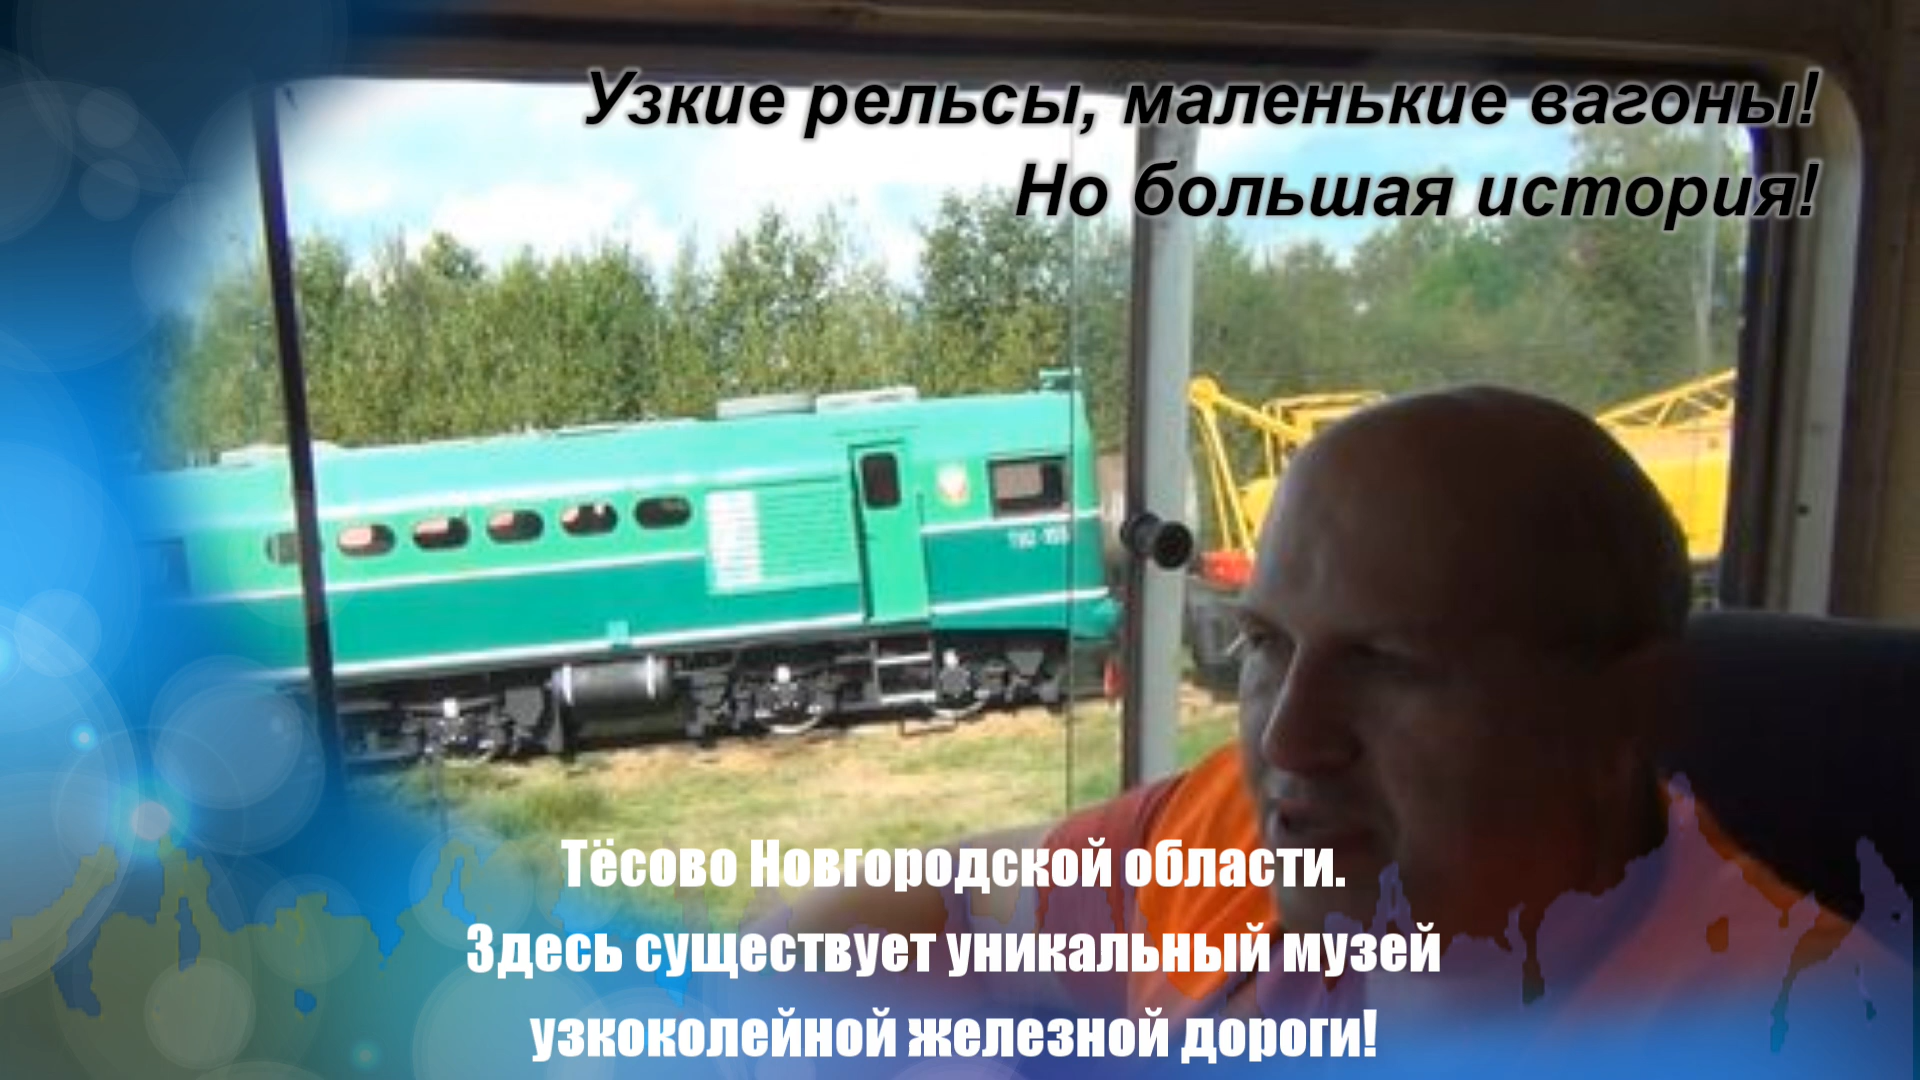 Узкие рельсы, маленькие вагоны!
Но большая история!
Тёсово Новгородской области.
Здесь существует уникальный музей
узкоколейной железной дороги!